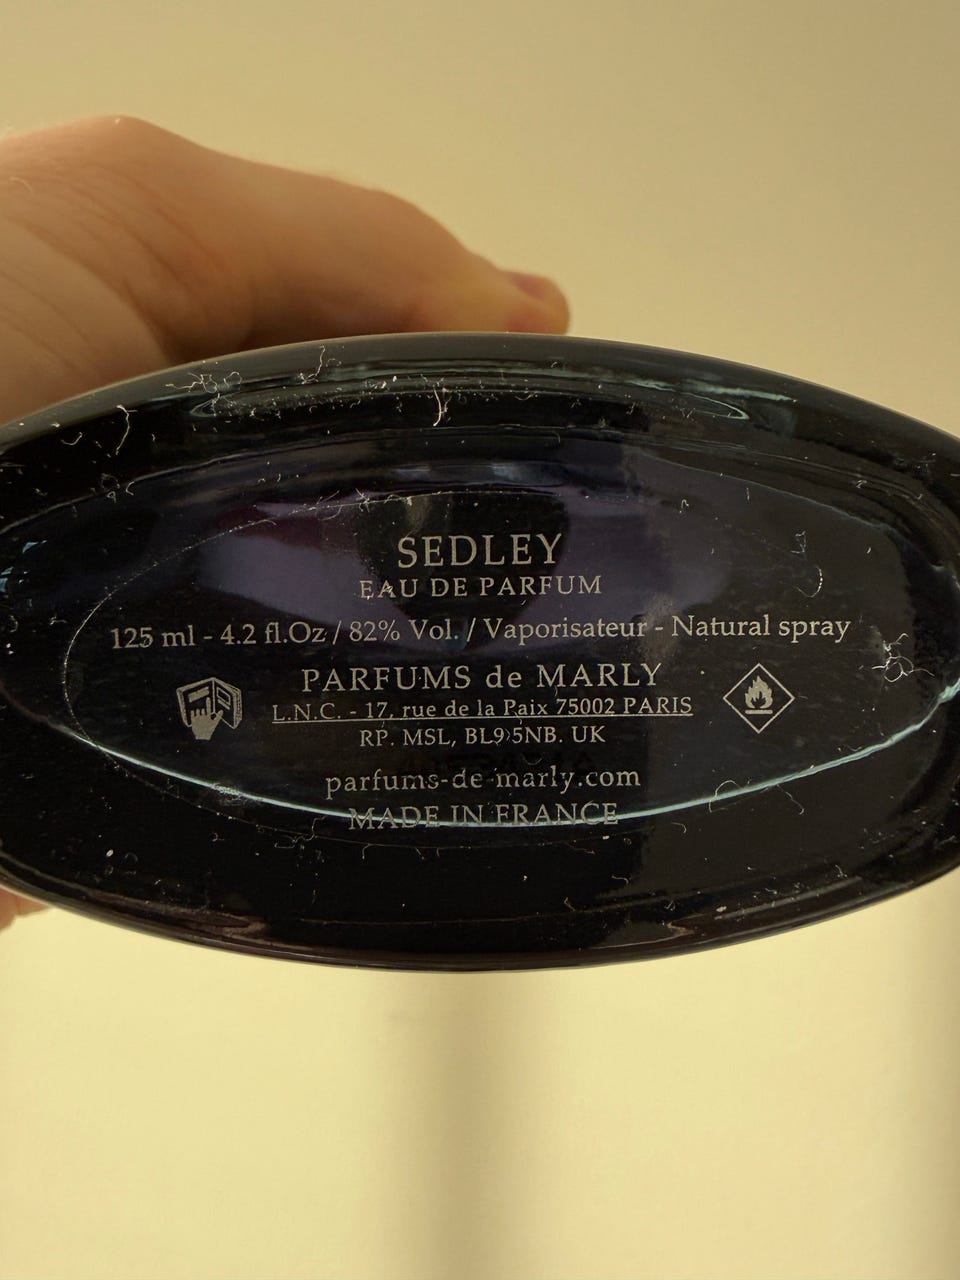 SEDLEY
EAU DE PARFUM
125 ml - 4.2 fl.Oz / 82% Vol. / Vaporisateur - Natural spray
PARFUMS de MARLY
L.N.C. - 17, rue de la Paix 75002 PARIS
RP. MSL, BL9 5NB. UK
parfums-de-marly.com
MADE IN FRANCE